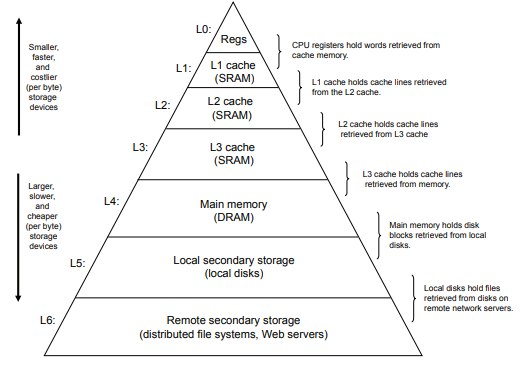 L0:
Regs
CPU registers hold words retrieved from
cache memory.
Smaller,
faster,
and
costlier
(per byte)
storage
devices
L1:
L1 cache
(SRAM)
L1 cache holds cache lines retrieved
from the L2 cache.
L2:
L2 cache
(SRAM)
L2 cache holds cache lines
retrieved from L3 cache
L3:
L3 cache
(SRAM)
L3 cache holds cache lines
retrieved from memory.
Larger,
slower,
and
cheaper
(per byte)
storage
devices
L4:
Main memory
(DRAM)
Main memory holds disk
blocks retrieved from local
disks.
L5:
Local secondary storage
(local disks)
Local disks hold files
retrieved from disks on
remote network servers.
L6:
Remote secondary storage
(distributed file systems, Web servers)